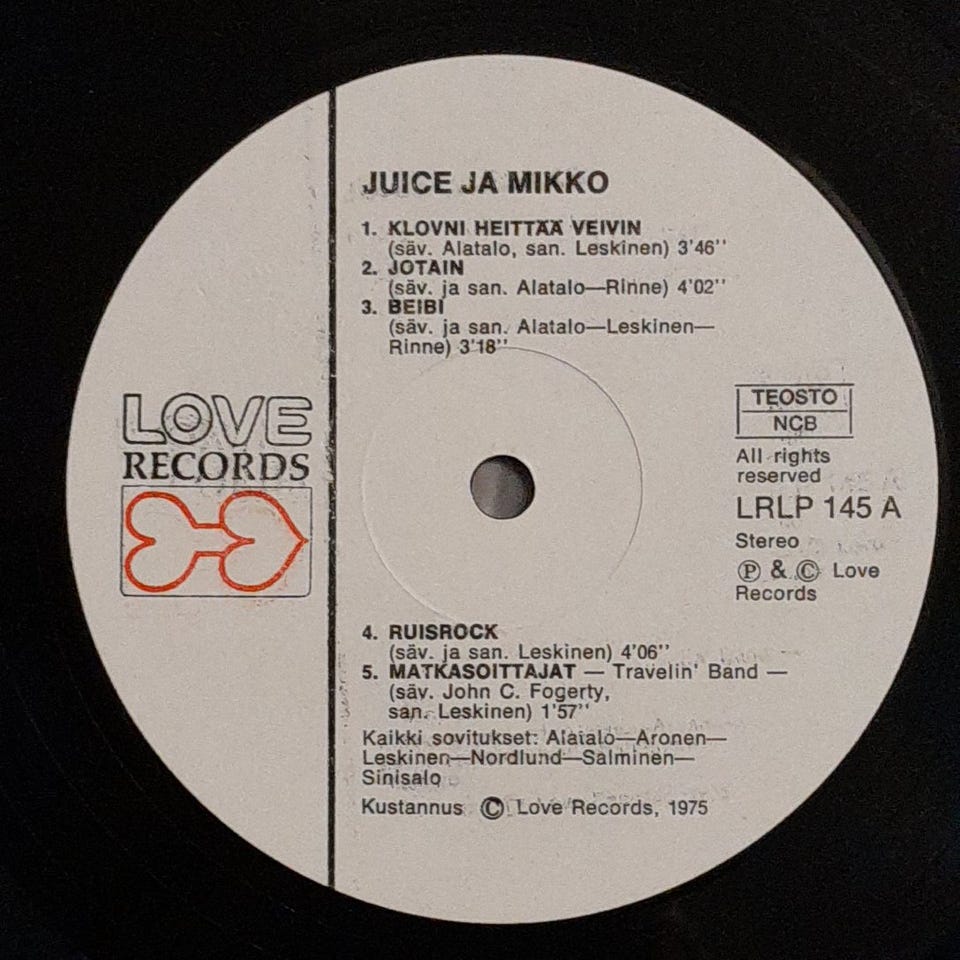 JUICE JA MIKKO
1. KLOVNI HEITTÄÄ VEIVIN
(säv. Alatalo, san. Leskinen) 3'46''
2. JOTAIN
(säv. ja san. Alatalo—Rinne) 4'02''
3. BEIBI
(säv. ja san. Alatalo—Leskinen—
Rinne) 3'18''
LOVE
RECORDS
TEOSTO
NCB
All rights
reserved
LRLP 145 A
Stereo
Ⓟ & © Love
Records
4. RUISROCK
(säv. ja san. Leskinen) 4'06''
5. MATKASOITTAJAT — Travelin' Band —
(säv. John C. Fogerty,
san. Leskinen) 1'57''
Kaikki sovitukset: Alatalo—Aronen—
Leskinen—Nordlund—Salminen—
Sinisalo
Kustannus © Love Records, 1975